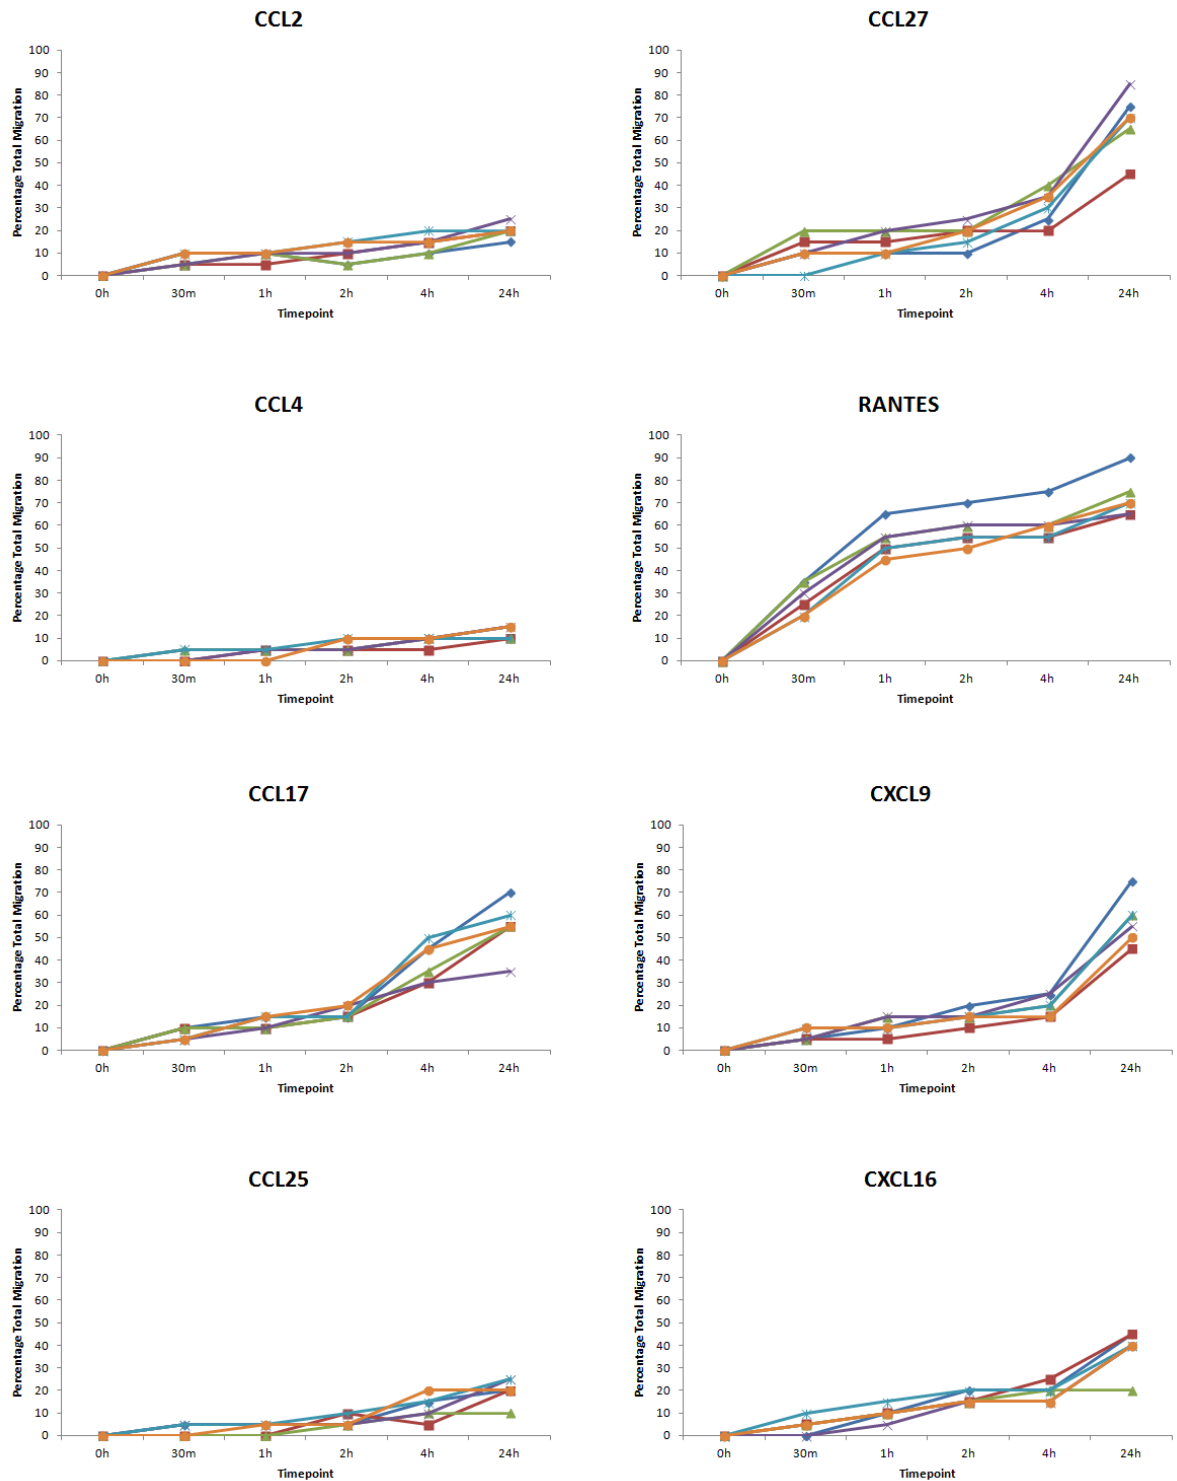 CCL2
Percentage Total Migration
100
90
80
70
60
50
40
30
20
10
0
0h 30m 1h 2h 4h 24h
Timepoint
CCL27
Percentage Total Migration
100
90
80
70
60
50
40
30
20
10
0
0h 30m 1h 2h 4h 24h
Timepoint
CCL4
Percentage Total Migration
100
90
80
70
60
50
40
30
20
10
0
0h 30m 1h 2h 4h 24h
Timepoint
RANTES
Percentage Total Migration
100
90
80
70
60
50
40
30
20
10
0
0h 30m 1h 2h 4h 24h
Timepoint
CCL17
Percentage Total Migration
100
90
80
70
60
50
40
30
20
10
0
0h 30m 1h 2h 4h 24h
Timepoint
CXCL9
Percentage Total Migration
100
90
80
70
60
50
40
30
20
10
0
0h 30m 1h 2h 4h 24h
Timepoint
CCL25
Percentage Total Migration
100
90
80
70
60
50
40
30
20
10
0
0h 30m 1h 2h 4h 24h
Timepoint
CXCL16
Percentage Total Migration
100
90
80
70
60
50
40
30
20
10
0
0h 30m 1h 2h 4h 24h
Timepoint